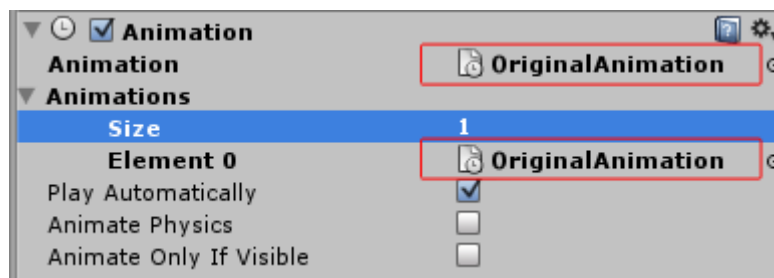 Animation
Animation OriginalAnimation
Animations
Size 1
Element 0 OriginalAnimation
Play Automatically
Animate Physics
Animate Only If Visible